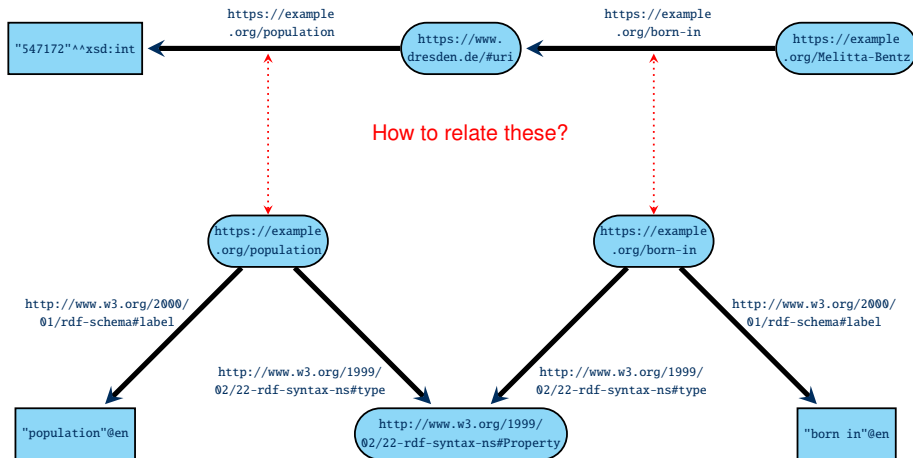 https://example
.org/population
https://example
.org/born-in
"547172"^^xsd:int
https://www.
dresden.de/#uri
https://example
.org/Melitta-Bentz
How to relate these?
https://example
.org/population
https://example
.org/born-in
http://www.w3.org/2000/
01/rdf-schema#label
http://www.w3.org/2000/
01/rdf-schema#label
http://www.w3.org/1999/
02/22-rdf-syntax-ns#type
http://www.w3.org/1999/
02/22-rdf-syntax-ns#type
"population"@en
http://www.w3.org/1999/
02/22-rdf-syntax-ns#Property
"born in"@en